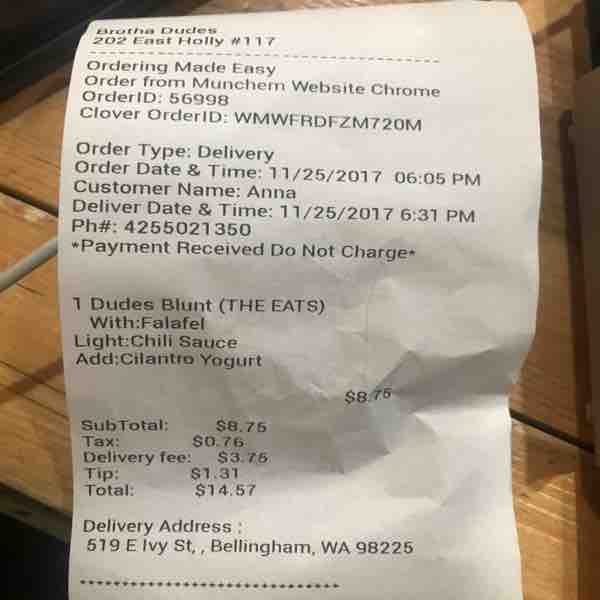 Brotha Dudes
202 East Holly #117
Ordering Made Easy
Order from Munchem Website Chrome
OrderID: 56998
Clover OrderID: WMWFRDFZM720M
Order Type: Delivery
Order Date & Time: 11/25/2017 06:05 PM
Customer Name: Anna
Deliver Date & Time: 11/25/2017 6:31 PM
Ph#: 4255021350
*Payment Received Do Not Charge*
1 Dudes Blunt (THE EATS)
With:Falafel
Light:Chili Sauce
Add:Cilantro Yogurt
$8.75
SubTotal: $8.75
Tax: $0.76
Delivery fee: $3.75
Tip: $1.31
Total: $14.57
Delivery Address :
519 E Ivy St, , Bellingham, WA 98225